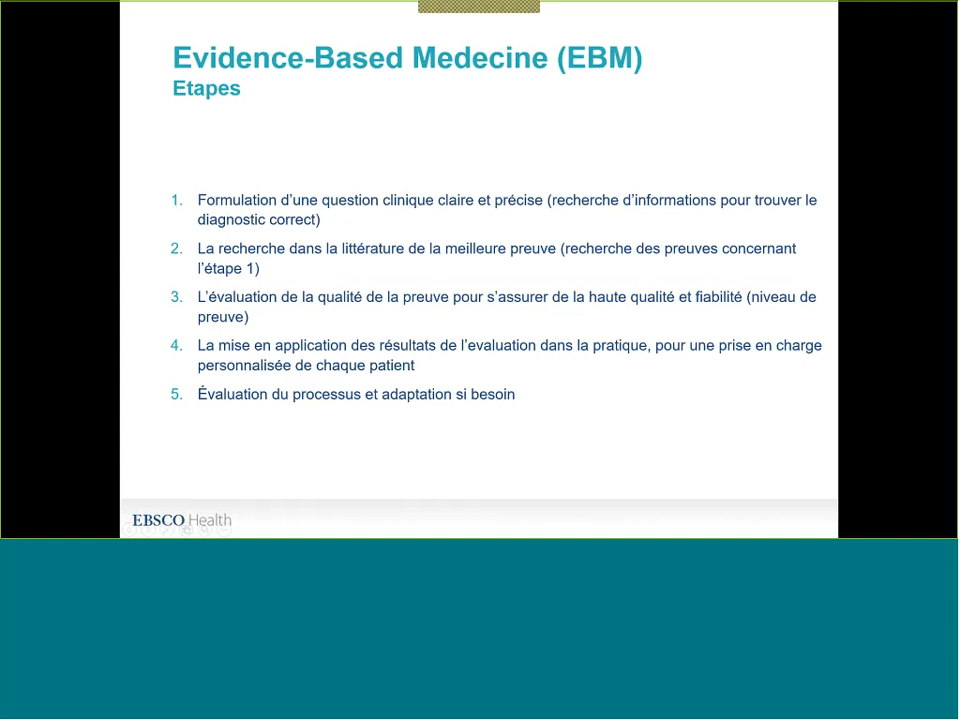 Evidence-Based Medecine (EBM)
Etapes
1. Formulation d’une question clinique claire et précise (recherche d’informations pour trouver le
diagnostic correct)
2. La recherche dans la littérature de la meilleure preuve (recherche des preuves concernant
l’étape 1)
3. L’évaluation de la qualité de la preuve pour s’assurer de la haute qualité et fiabilité (niveau de
preuve)
4. La mise en application des résultats de l’evaluation dans la pratique, pour une prise en charge
personnalisée de chaque patient
5. Évaluation du processus et adaptation si besoin
EBSCO Health